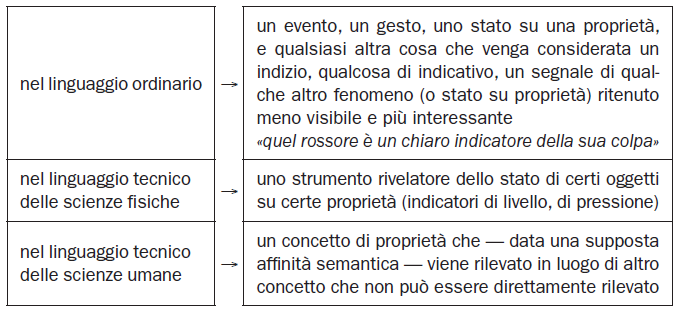 nel linguaggio ordinario →
un evento, un gesto, uno stato su una proprietà,
e qualsiasi altra cosa che venga considerata un
indizio, qualcosa di indicativo, un segnale di qual-
che altro fenomeno (o stato su proprietà) ritenuto
meno visibile e più interessante
«quel rossore è un chiaro indicatore della sua colpa»
nel linguaggio tecnico
delle scienze fisiche →
uno strumento rivelatore dello stato di certi oggetti
su certe proprietà (indicatori di livello, di pressione)
nel linguaggio tecnico
delle scienze umane →
un concetto di proprietà che — data una supposta
affinità semantica — viene rilevato in luogo di altro
concetto che non può essere direttamente rilevato